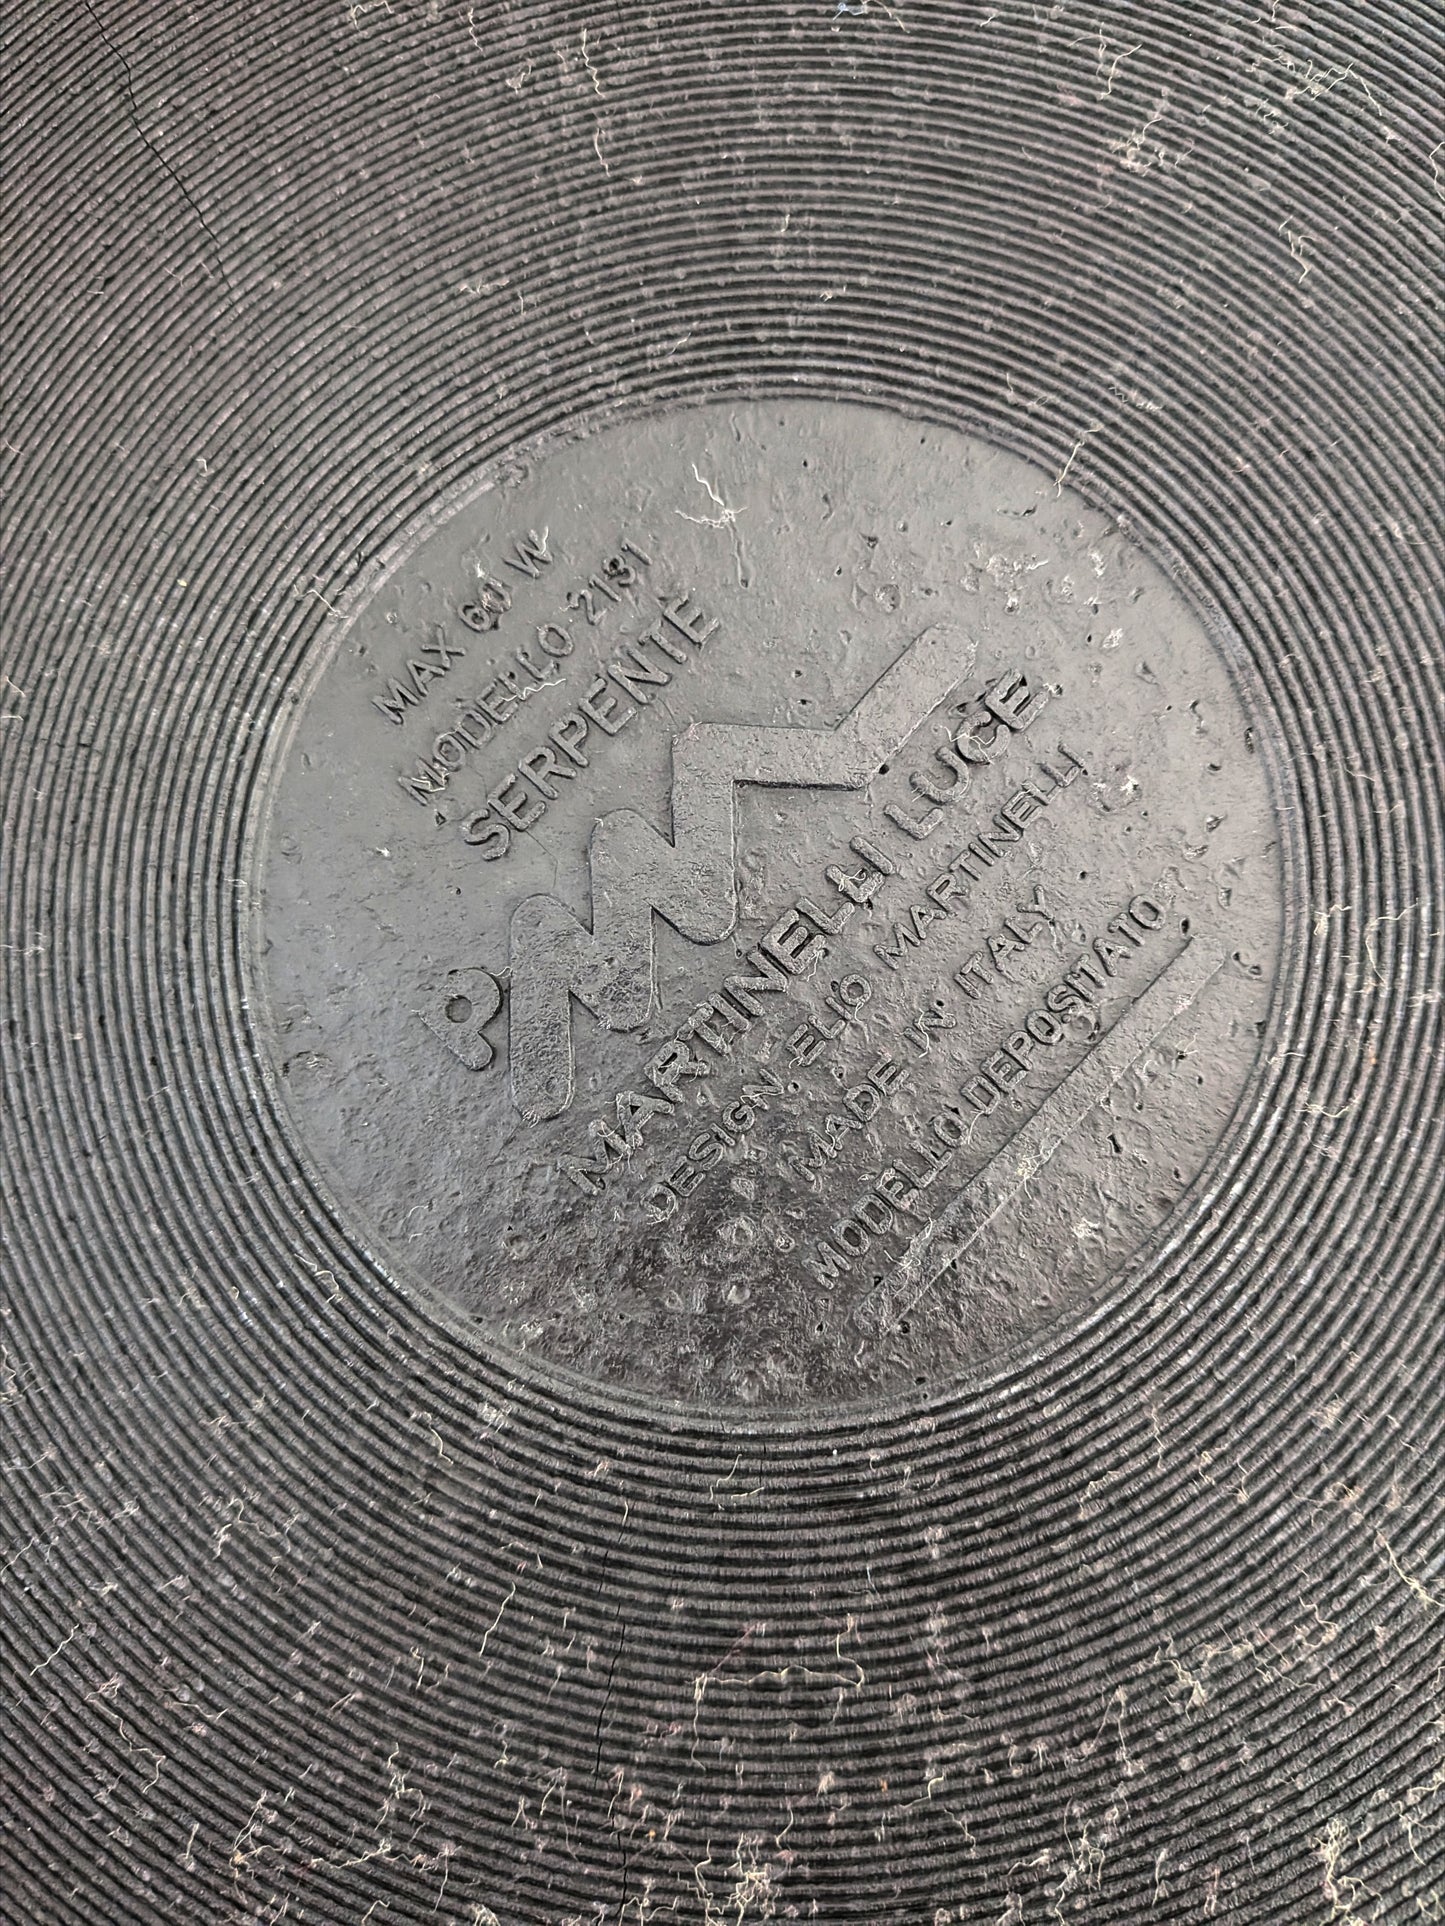 MAX 60 W
MODELLO 2131
SERPENTE
MARTINELLI LUCE
DESIGN ELIO MARTINELLI
MADE IN ITALY
MODELLO DEPOSITATO